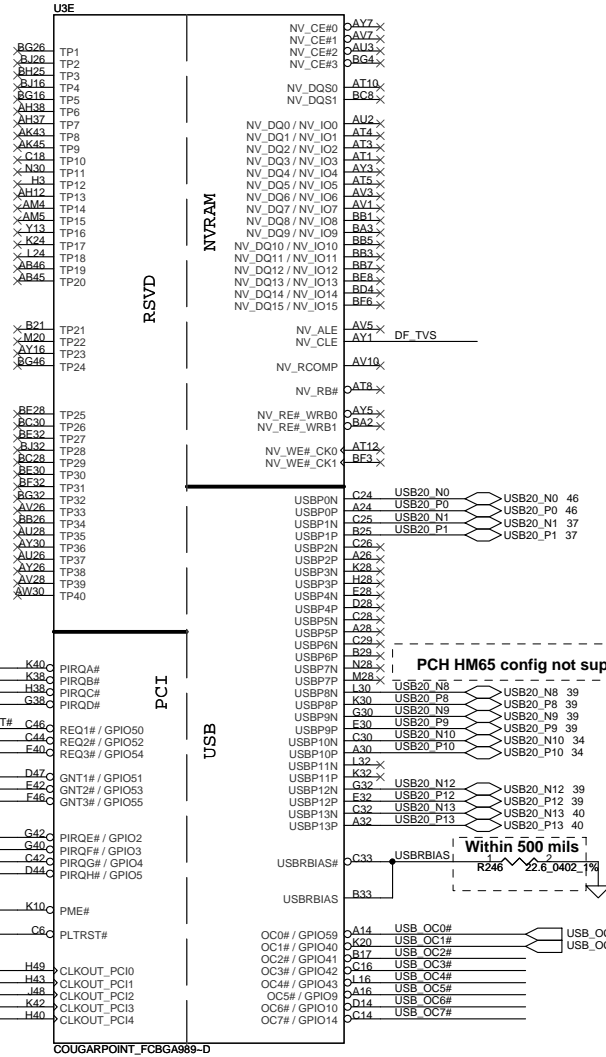 U3E
RSVD
NVRAM
PCI
USB
BG26 TP1
BJ26 TP2
BH25 TP3
BJ16 TP4
BG16 TP5
AH38 TP6
AH37 TP7
AK43 TP8
AK45 TP9
C18 TP10
N30 TP11
H3 TP12
AH12 TP13
AM4 TP14
AM5 TP15
Y13 TP16
K24 TP17
L24 TP18
AB46 TP19
AB45 TP20
B21 TP21
M20 TP22
AY16 TP23
BG46 TP24
BE28 TP25
BC30 TP26
BE32 TP27
BJ32 TP28
BC28 TP29
BE30 TP30
BF32 TP31
BG32 TP32
AV26 TP33
BB26 TP34
AU28 TP35
AY30 TP36
AU26 TP37
AY26 TP38
AV28 TP39
AW30 TP40
K40 PIRQA#
K38 PIRQB#
H38 PIRQC#
G38 PIRQD#
T# C46 REQ1# / GPIO50
C44 REQ2# / GPIO52
E40 REQ3# / GPIO54
D47 GNT1# / GPIO51
E42 GNT2# / GPIO53
F46 GNT3# / GPIO55
G42 PIRQE# / GPIO2
G40 PIRQF# / GPIO3
C42 PIRQG# / GPIO4
D44 PIRQH# / GPIO5
K10 PME#
C6 PLTRST#
H49 CLKOUT_PCI0
H43 CLKOUT_PCI1
J48 CLKOUT_PCI2
K42 CLKOUT_PCI3
H40 CLKOUT_PCI4
NV_CE#0 AY7
NV_CE#1 AV7
NV_CE#2 AU3
NV_CE#3 BG4
NV_DQS0 AT10
NV_DQS1 BC8
NV_DQ0 / NV_IO0 AU2
NV_DQ1 / NV_IO1 AT4
NV_DQ2 / NV_IO2 AT3
NV_DQ3 / NV_IO3 AT1
NV_DQ4 / NV_IO4 AY3
NV_DQ5 / NV_IO5 AT5
NV_DQ6 / NV_IO6 AV3
NV_DQ7 / NV_IO7 AV1
NV_DQ8 / NV_IO8 BB1
NV_DQ9 / NV_IO9 BA3
NV_DQ10 / NV_IO10 BB5
NV_DQ11 / NV_IO11 BB3
NV_DQ12 / NV_IO12 BB7
NV_DQ13 / NV_IO13 BE8
NV_DQ14 / NV_IO14 BD4
NV_DQ15 / NV_IO15 BF6
NV_ALE AV5
NV_CLE AY1 DF_TVS
NV_RCOMP AV10
NV_RB# AT8
NV_RE#_WRB0 AY5
NV_RE#_WRB1 BA2
NV_WE#_CK0 AT12
NV_WE#_CK1 BF3
USBP0N C24 USB20_N0 USB20_N0 46
USBP0P A24 USB20_P0 USB20_P0 46
USBP1N C25 USB20_N1 USB20_N1 37
USBP1P B25 USB20_P1 USB20_P1 37
USBP2N C26
USBP2P A26
USBP3N K28
USBP3P H28
USBP4N E28
USBP4P D28
USBP5N C28
USBP5P A28
USBP6N C29
USBP6P B29
USBP7N N28
USBP7P M28
PCH HM65 config not sup
USBP8N L30 USB20_N8 USB20_N8 39
USBP8P K30 USB20_P8 USB20_P8 39
USBP9N G30 USB20_N9 USB20_N9 39
USBP9P E30 USB20_P9 USB20_P9 39
USBP10N C30 USB20_N10 USB20_N10 34
USBP10P A30 USB20_P10 USB20_P10 34
USBP11N L32
USBP11P K32
USBP12N G32 USB20_N12 USB20_N12 39
USBP12P E32 USB20_P12 USB20_P12 39
USBP13N C32 USB20_N13 USB20_N13 40
USBP13P A32 USB20_P13 USB20_P13 40
Within 500 mils
USBRBIAS# C33 USBRBIAS 1 2
R246 22.6_0402_1%
USBRBIAS B33
OC0# / GPIO59 A14 USB_OC0# USB_OC
OC1# / GPIO40 K20 USB_OC1# USB_OC
OC2# / GPIO41 B17 USB_OC2#
OC3# / GPIO42 C16 USB_OC3#
OC4# / GPIO43 L16 USB_OC4#
OC5# / GPIO9 A16 USB_OC5#
OC6# / GPIO10 D14 USB_OC6#
OC7# / GPIO14 C14 USB_OC7#
COUGARPOINT_FCBGA989~D